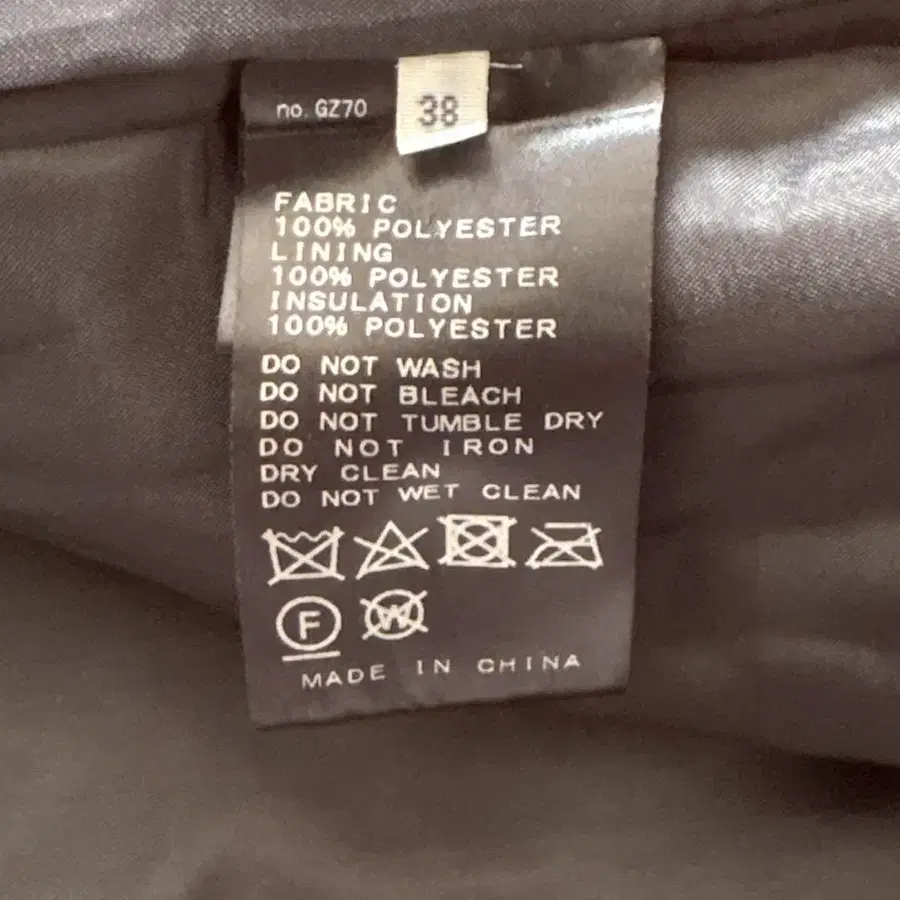 no. GZ70
38
FABRIC
100% POLYESTER
LINING
100% POLYESTER
INSULATION
100% POLYESTER
DO NOT WASH
DO NOT BLEACH
DO NOT TUMBLE DRY
DO NOT IRON
DRY CLEAN
DO NOT WET CLEAN
F W
MADE IN CHINA